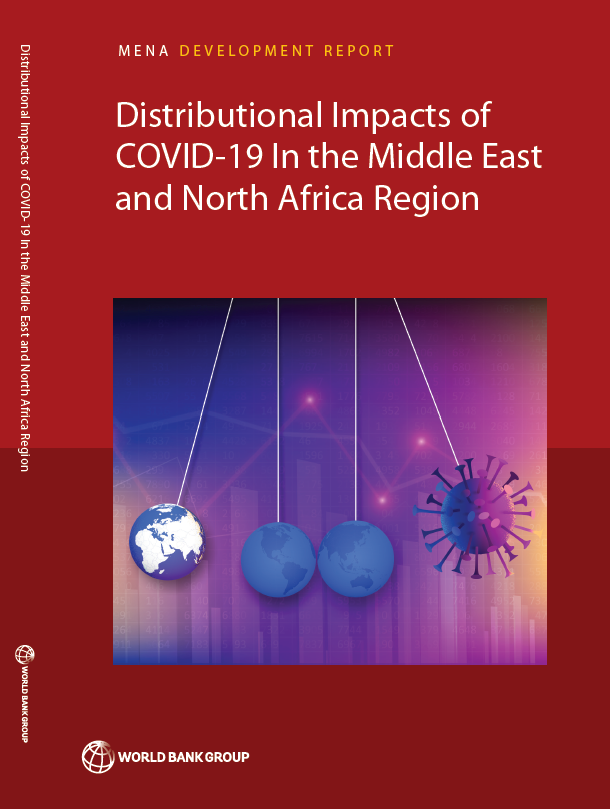 MENA DEVELOPMENT REPORT
Distributional Impacts of
COVID-19 In the Middle East
and North Africa Region
WORLD BANK GROUP
Distributional Impacts of COVID-19 In the Middle East and North Africa Region
WORLD BANK GROUP